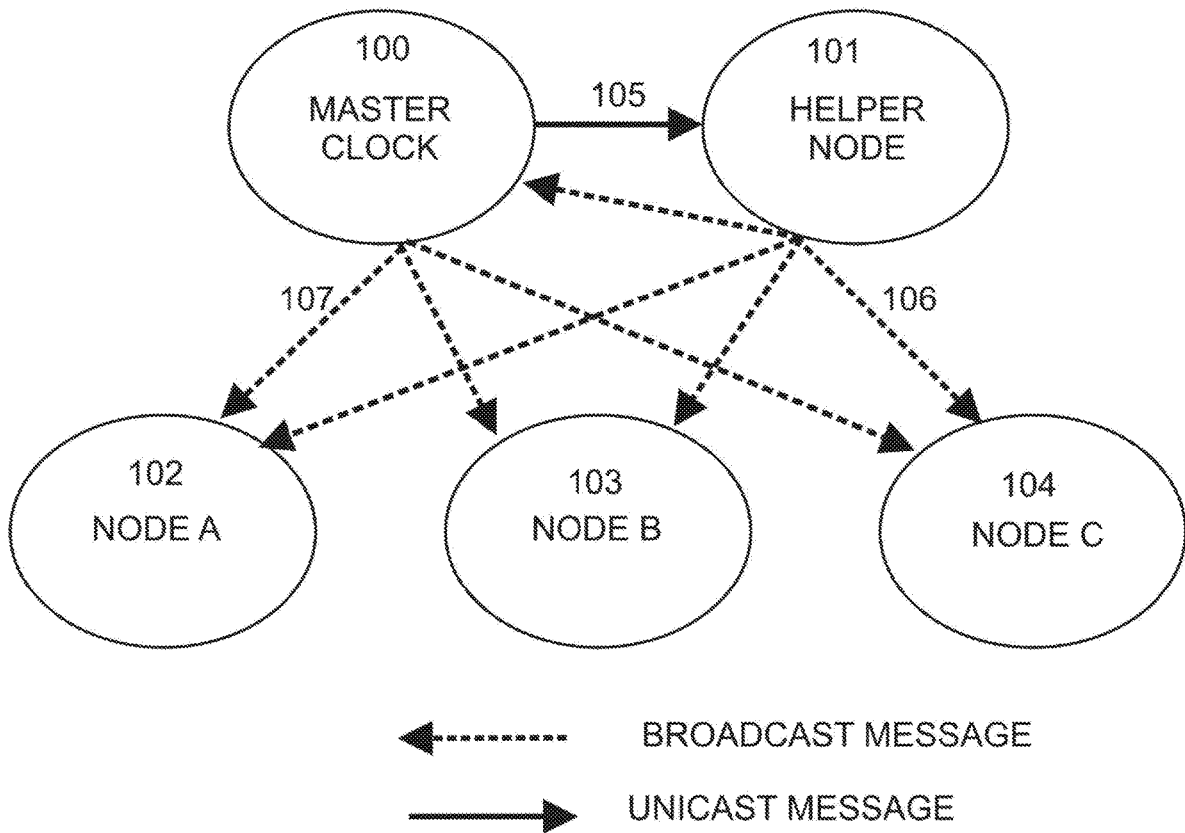 100
MASTER
CLOCK
105
101
HELPER
NODE
107
106
102
NODE A
103
NODE B
104
NODE C
BROADCAST MESSAGE
UNICAST MESSAGE